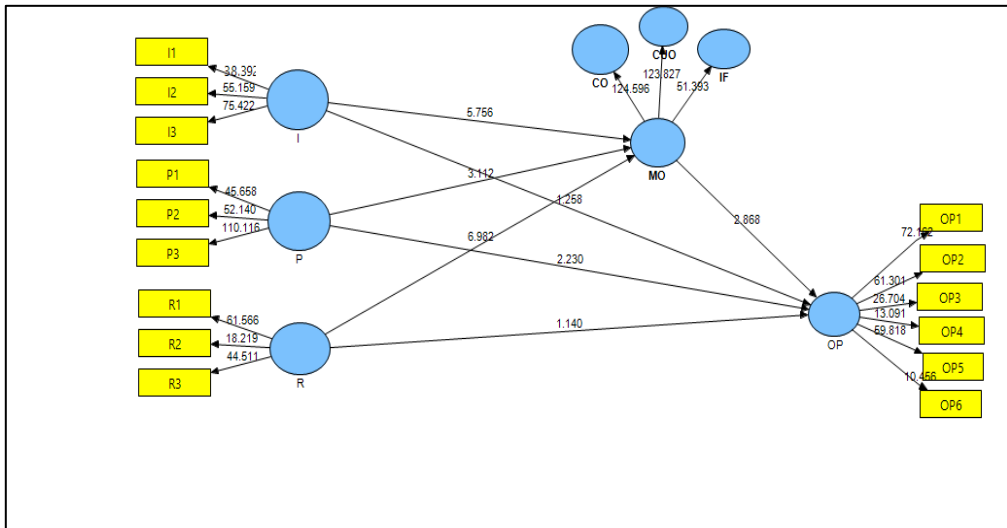 I1
I2
I3
38.392
55.159
75.422
I
P1
P2
P3
45.658
52.140
110.116
P
R1
R2
R3
61.566
18.219
44.511
R
CO
CUO
IF
124.596
123.827
51.393
MO
5.756
3.112
1.258
6.982
2.230
1.140
2.868
OP
72.162
61.301
26.704
13.091
59.818
10.456
OP1
OP2
OP3
OP4
OP5
OP6